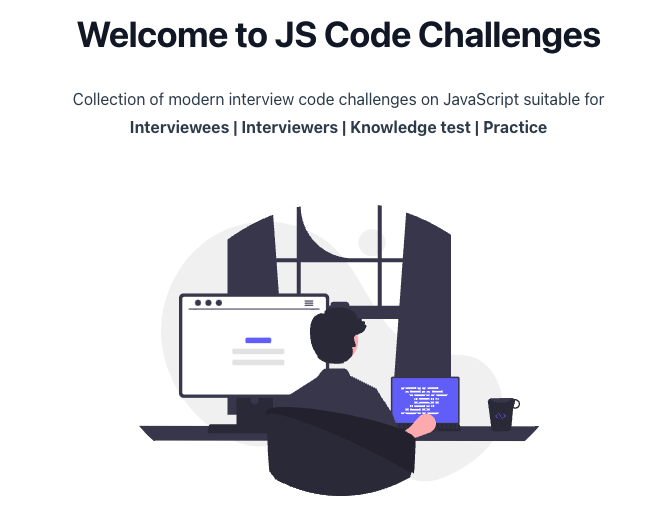 Welcome to JS Code Challenges
Collection of modern interview code challenges on JavaScript suitable for
Interviewees | Interviewers | Knowledge test | Practice